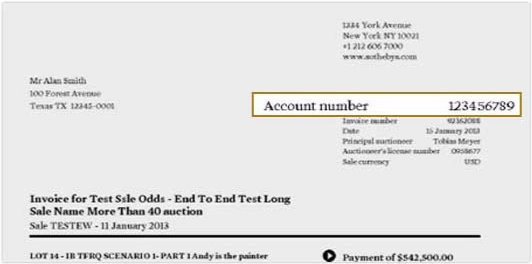 1334 York Avenue
New York NY 10021
+1 212 606 7000
www.sothebys.com
Mr Alan Smith
100 Forest Avenue
Texas TX 12345-0001
Account number 123456789
Invoice number 92162088
Date 15 January 2013
Principal auctioneer Tobias Meyer
Auctioneer's license number 0958677
Sale currency USD
Invoice for Test Ssle Odds - End To End Test Long
Sale Name More Than 40 auction
Sale TESTEW - 11 January 2013
LOT 14 - IB TFRQ SCENARIO 1- PART 1 Andy is the painter
Payment of $542,500.00